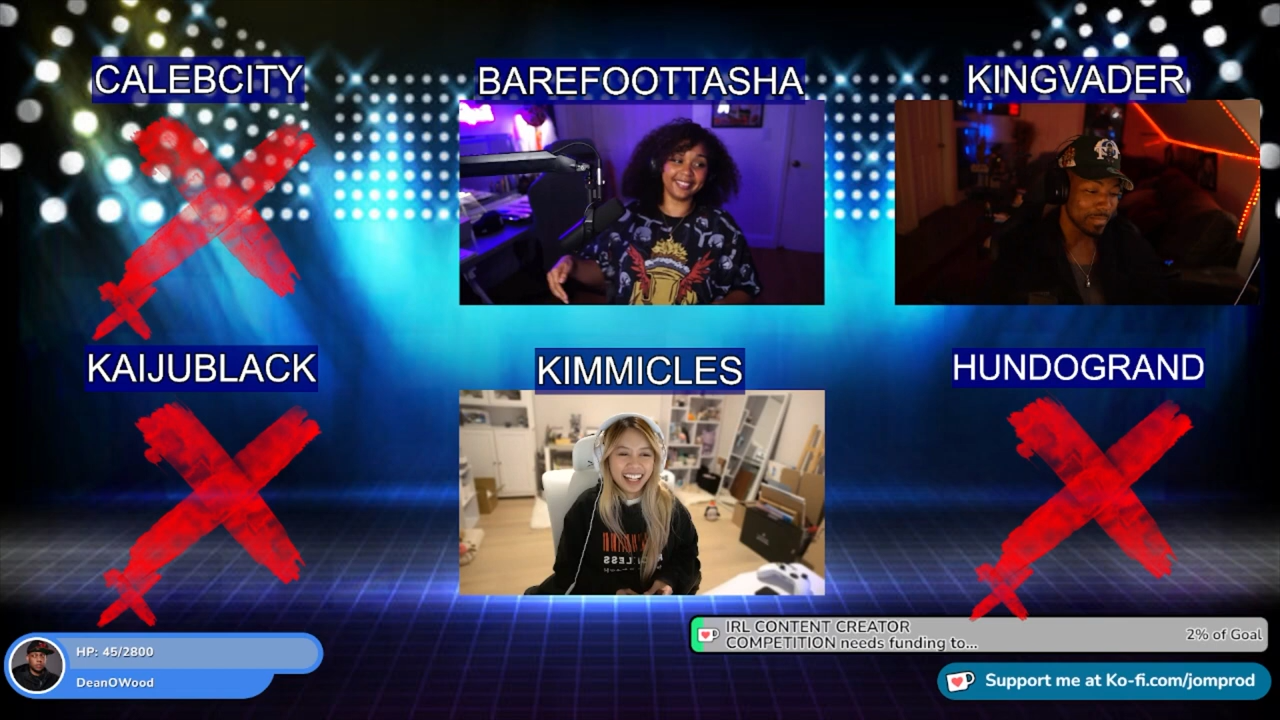 CALEBCITY
BAREFOOTTASHA
KINGVADER
KAIJUBLACK
KIMMICLES
HUNDOGRAND
HP: 45/2800
DeanOWood
IRL CONTENT CREATOR
COMPETITION needs funding to...
2% of Goal
Support me at Ko-fi.com/jomprod